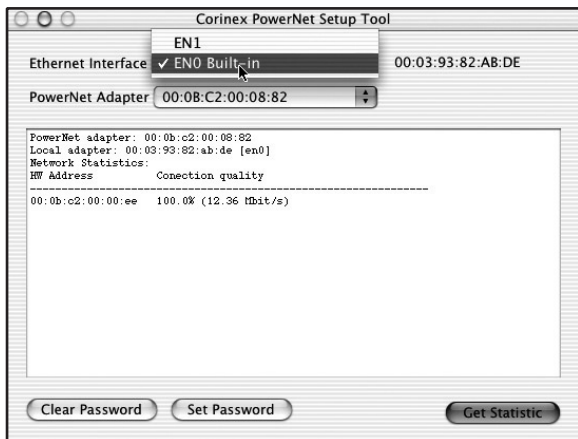 Corinex PowerNet Setup Tool
EN1
Ethernet Interface ✓ EN0 Built-in 00:03:93:82:AB:DE
PowerNet Adapter 00:0B:C2:00:08:82
PowerNet adapter: 00:0b:c2:00:08:82
Local adapter: 00:03:93:82:ab:de [en0]
Network Statistics:
HW Address Conection quality
00:0b:c2:00:00:ee 100.0% (12.36 Mbit/s)
Clear Password Set Password Get Statistic